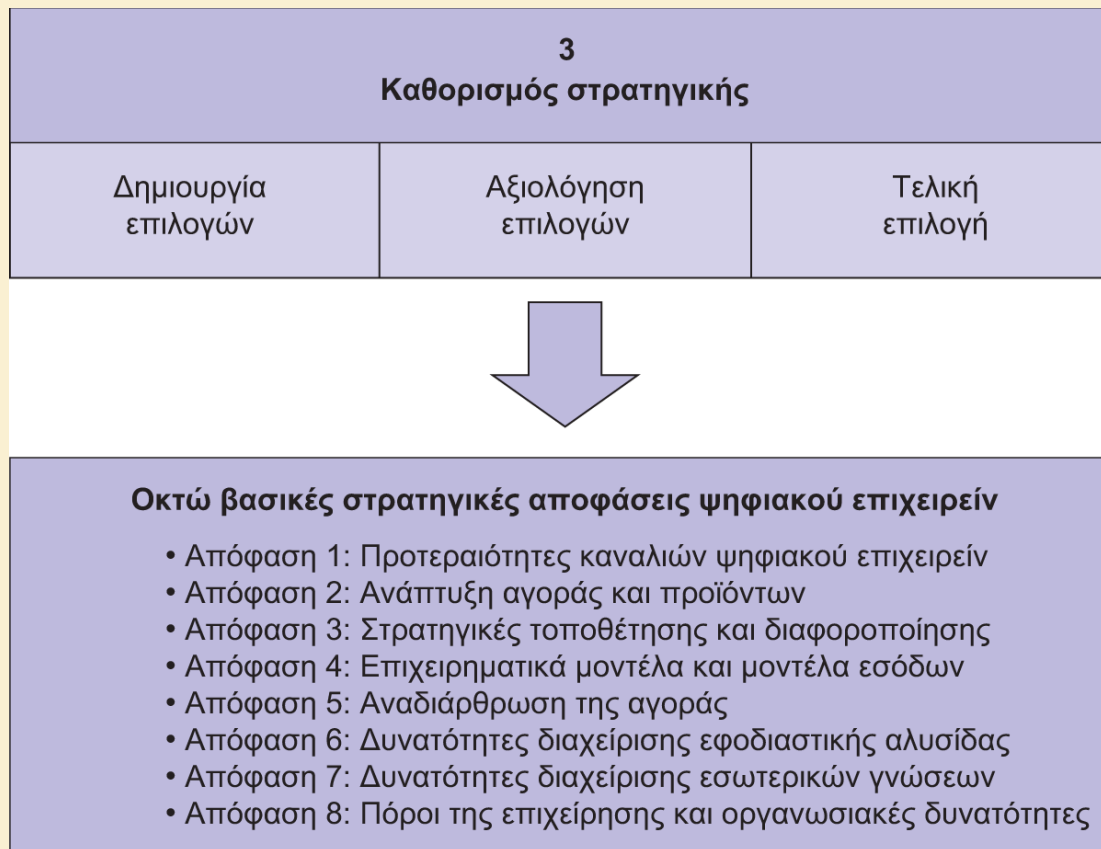 3
Καθορισμός στρατηγικής
Δημιουργία
επιλογών
Αξιολόγηση
επιλογών
Τελική
επιλογή
Οκτώ βασικές στρατηγικές αποφάσεις ψηφιακού επιχειρείν
• Απόφαση 1: Προτεραιότητες καναλιών ψηφιακού επιχειρείν
• Απόφαση 2: Ανάπτυξη αγοράς και προϊόντων
• Απόφαση 3: Στρατηγικές τοποθέτησης και διαφοροποίησης
• Απόφαση 4: Επιχειρηματικά μοντέλα και μοντέλα εσόδων
• Απόφαση 5: Αναδιάρθρωση της αγοράς
• Απόφαση 6: Δυνατότητες διαχείρισης εφοδιαστικής αλυσίδας
• Απόφαση 7: Δυνατότητες διαχείρισης εσωτερικών γνώσεων
• Απόφαση 8: Πόροι της επιχείρησης και οργανωσιακές δυνατότητες